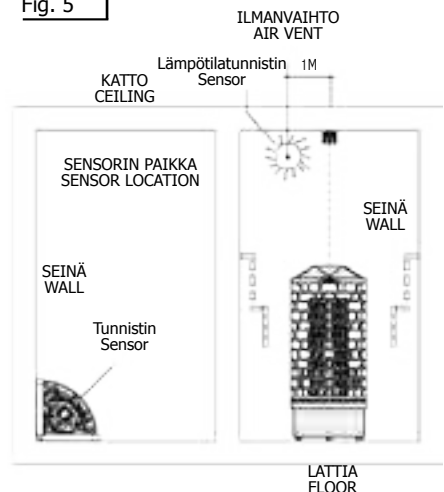 Fig. 5
ILMANVAIHTO
AIR VENT
Lämpötilatunnistin
Sensor
1M
KATTO
CEILING
SENSORIN PAIKKA
SENSOR LOCATION
SEINÄ
WALL
SEINÄ
WALL
Tunnistin
Sensor
LATTIA
FLOOR